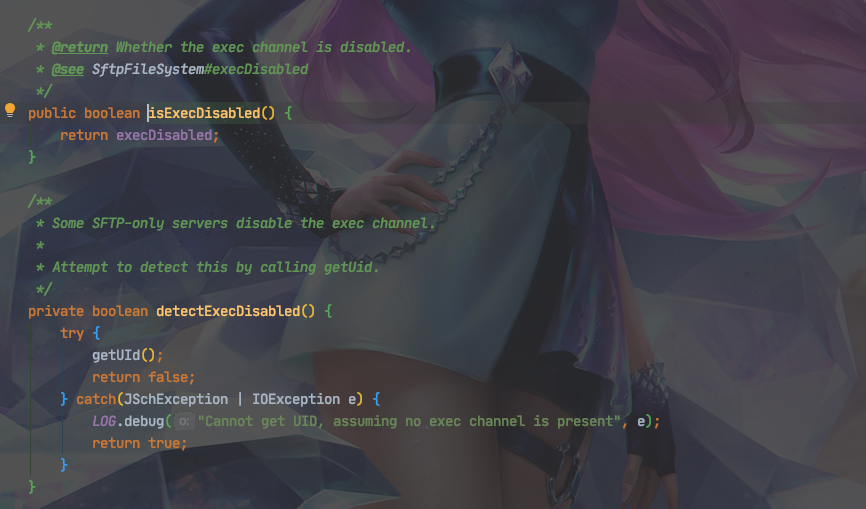 /**
* @return Whether the exec channel is disabled.
* @see SftpFileSystem#execDisabled
*/
public boolean isExecDisabled() {
return execDisabled;
}
/**
* Some SFTP-only servers disable the exec channel.
*
* Attempt to detect this by calling getUid.
*/
private boolean detectExecDisabled() {
try {
getUId();
return false;
} catch(JSchException | IOException e) {
LOG.debug( o: "Cannot get UID, assuming no exec channel is present", e);
return true;
}
}